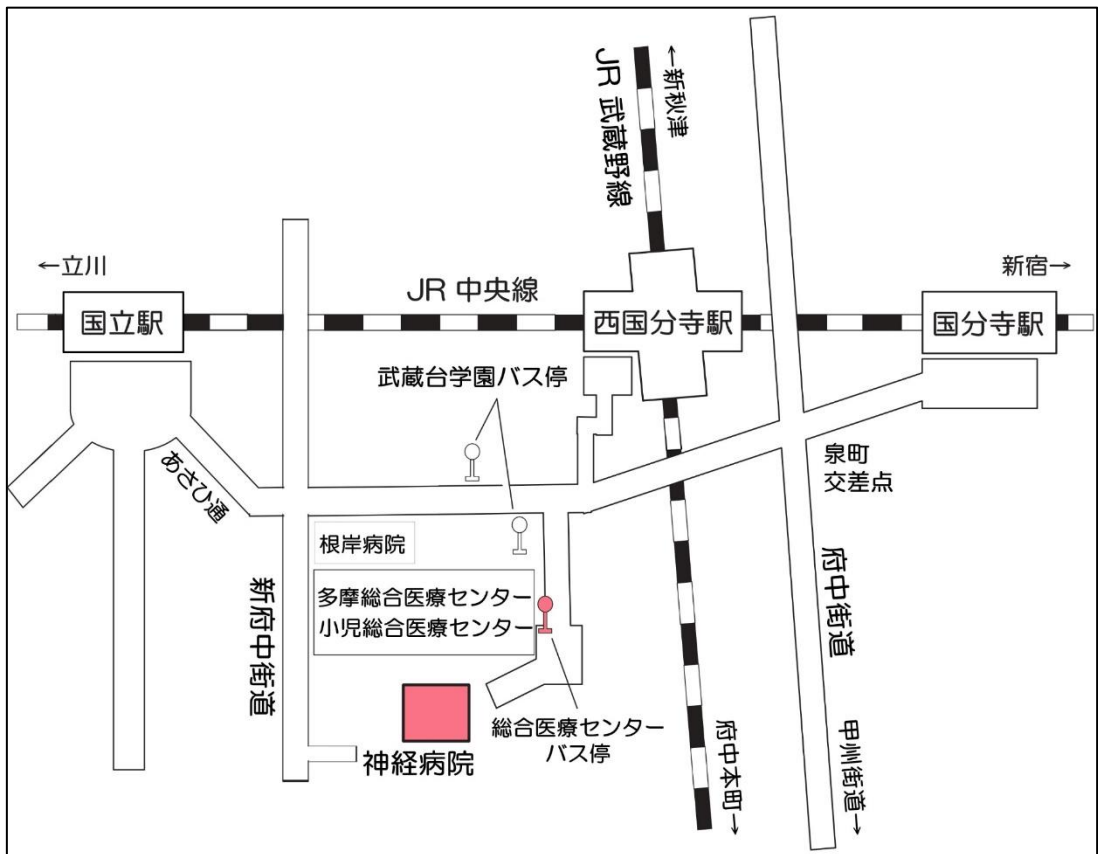 ←新秋津
JR 武蔵野線
←立川
新宿→
JR 中央線
国立駅
西国分寺駅
国分寺駅
武蔵台学園バス停
あさひ通
泉町
交差点
根岸病院
新府中街道
多摩総合医療センター
小児総合医療センター
府中街道
総合医療センター
バス停
神経病院
府中本町→
甲州街道→